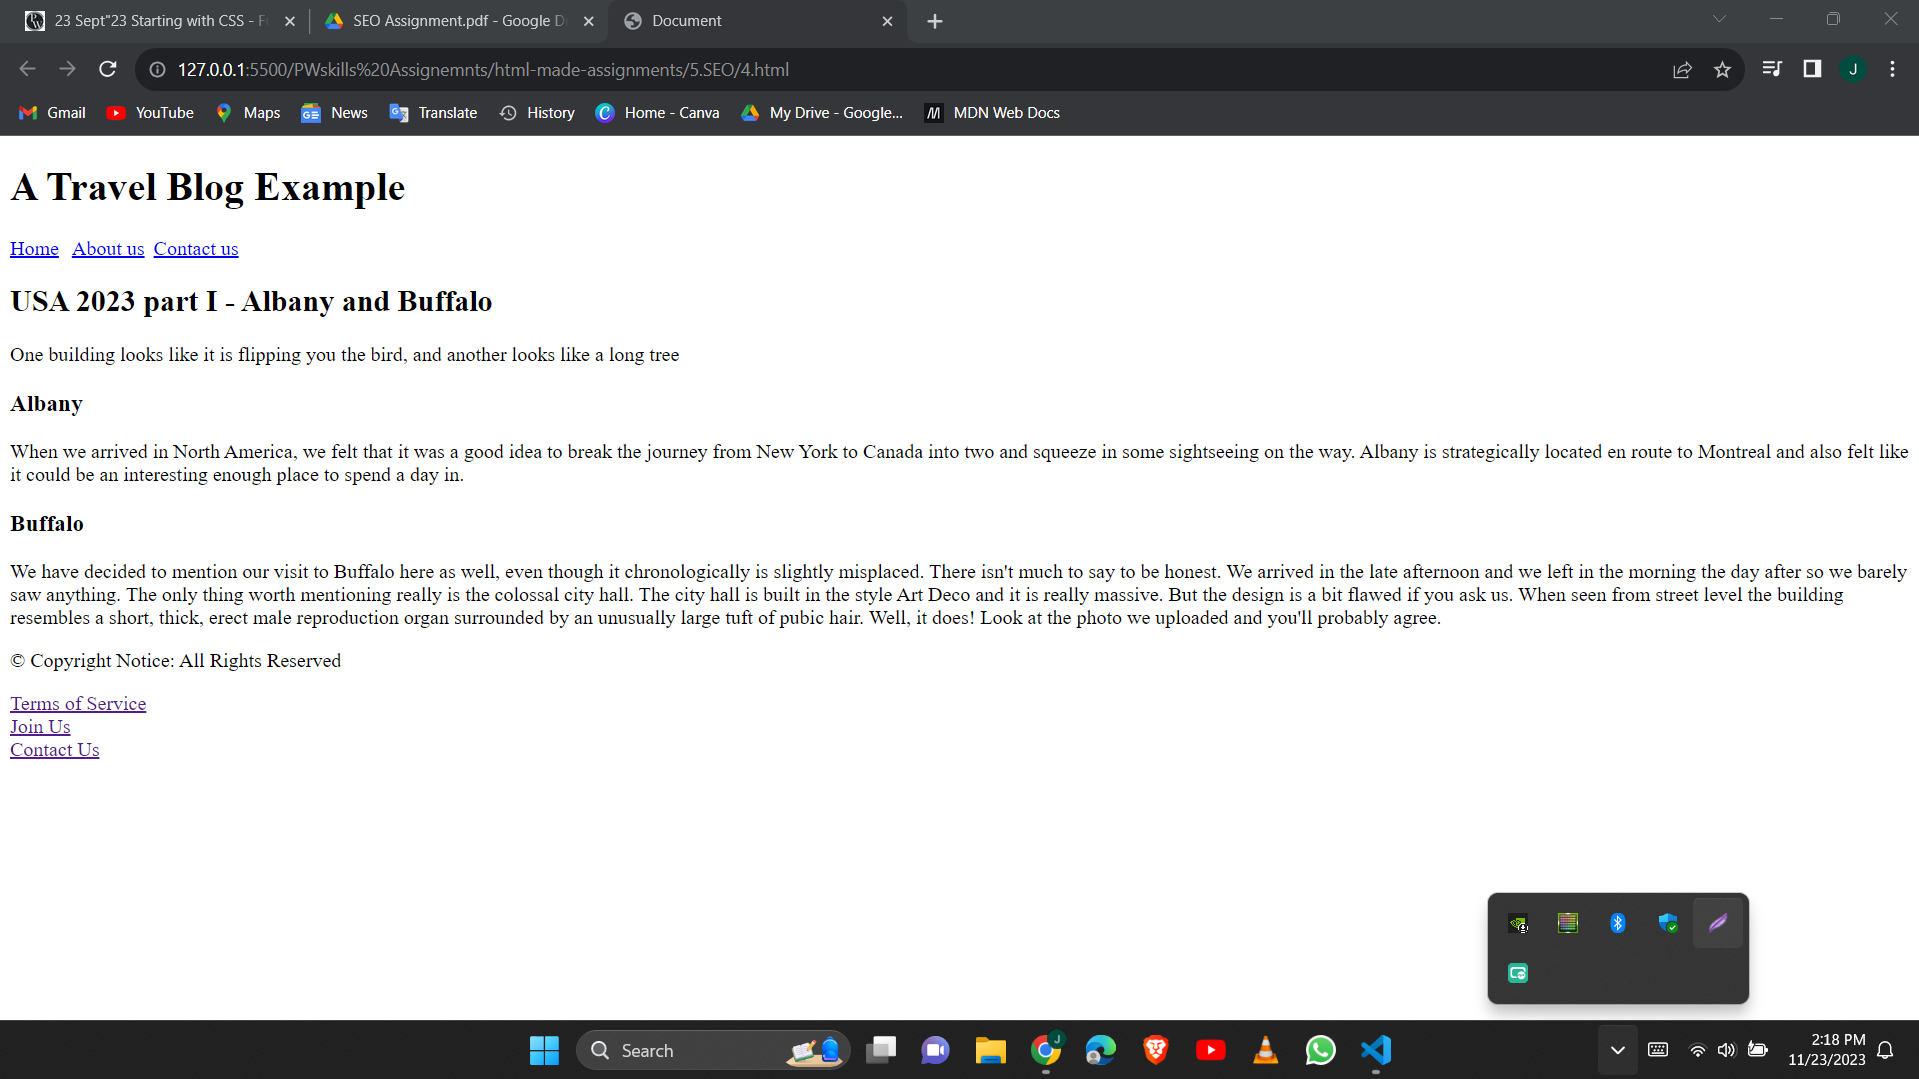 23 Sept"23 Starting with CSS - F
SEO Assignment.pdf - Google D
Document
127.0.0.1:5500/PWskills%20Assignemnts/html-made-assignments/5.SEO/4.html
J
Gmail
YouTube
Maps
News
Translate
History
Home - Canva
My Drive - Google...
MDN Web Docs
A Travel Blog Example
Home About us Contact us
USA 2023 part I - Albany and Buffalo
One building looks like it is flipping you the bird, and another looks like a long tree
Albany
When we arrived in North America, we felt that it was a good idea to break the journey from New York to Canada into two and squeeze in some sightseeing on the way. Albany is strategically located en route to Montreal and also felt like
it could be an interesting enough place to spend a day in.
Buffalo
We have decided to mention our visit to Buffalo here as well, even though it chronologically is slightly misplaced. There isn't much to say to be honest. We arrived in the late afternoon and we left in the morning the day after so we barely
saw anything. The only thing worth mentioning really is the colossal city hall. The city hall is built in the style Art Deco and it is really massive. But the design is a bit flawed if you ask us. When seen from street level the building
resembles a short, thick, erect male reproduction organ surrounded by an unusually large tuft of pubic hair. Well, it does! Look at the photo we uploaded and you'll probably agree.
© Copyright Notice: All Rights Reserved
Terms of Service
Join Us
Contact Us
Search
J
2:18 PM
11/23/2023